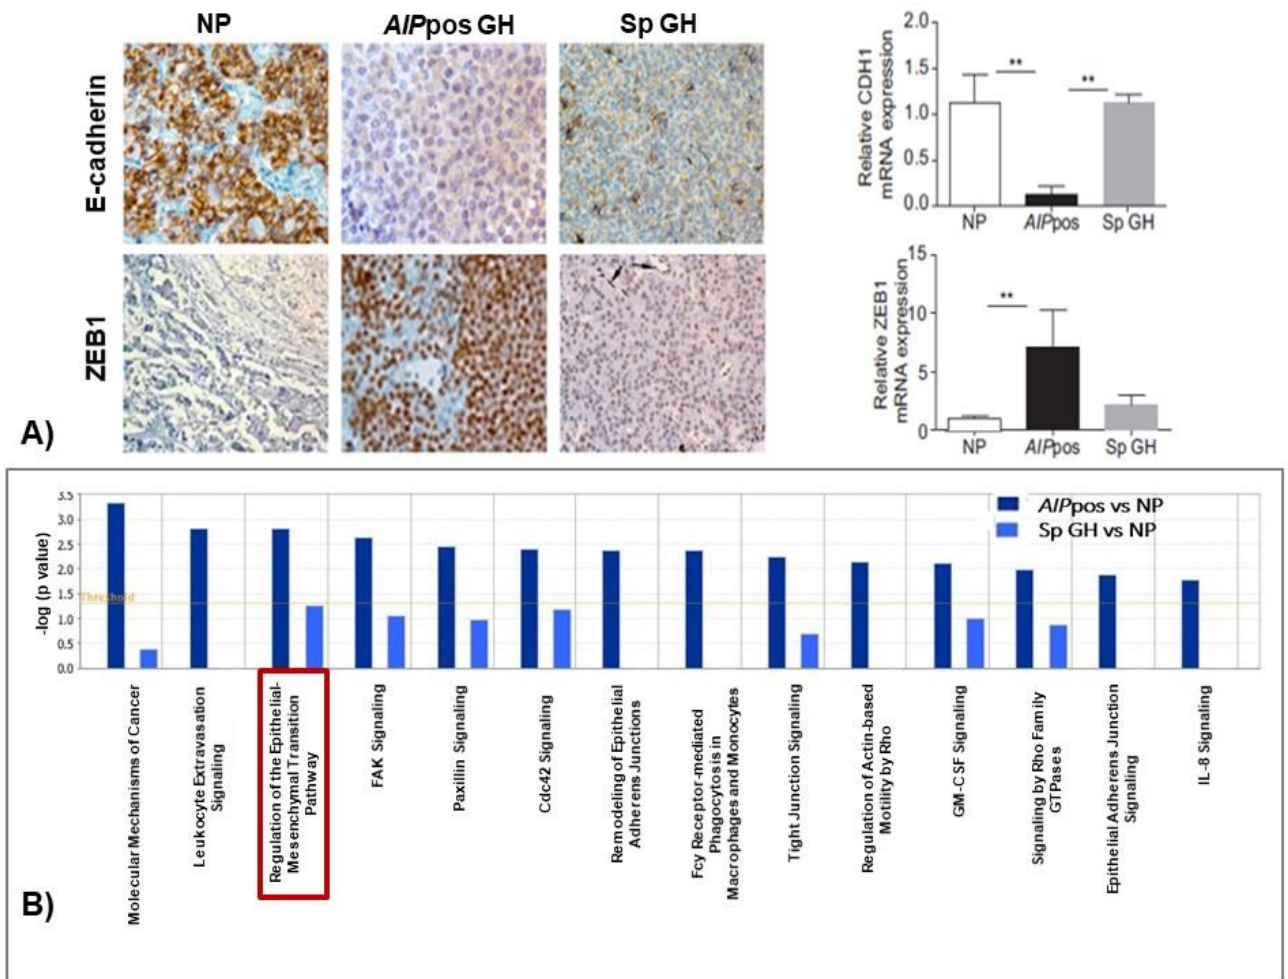 NP
AIPpos GH
Sp GH
E-cadherin
ZEB1
A)
Relative CDH1
mRNA expression
2.0
1.5
1.0
0.5
0.0
**
**
NP
AIPpos
Sp GH
Relative ZEB1
mRNA expression
15
10
5
0
**
NP
AIPpos
Sp GH
-log (p value)
3.5
3.0
2.5
2.0
1.5
1.0
0.5
0.0
Threshold
AIPpos vs NP
Sp GH vs NP
Molecular Mechanisms of Cancer
Leukocyte Extravasation
Signaling
Regulation of the Epithelial-
Mesenchymal Transition
Pathway
FAK Signaling
Paxillin Signaling
Cdc42 Signaling
Remodeling of Epithelial
Adherens Junctions
Fcy Receptor-mediated
Phagocytosis in
Macrophages and Monocytes
Tight Junction Signaling
Regulation of Actin-based
Motility by Rho
GM-CSF Signaling
Signaling by Rho Family
GTPases
Epithelial Adherens Junction
Signaling
IL-8 Signaling
B)